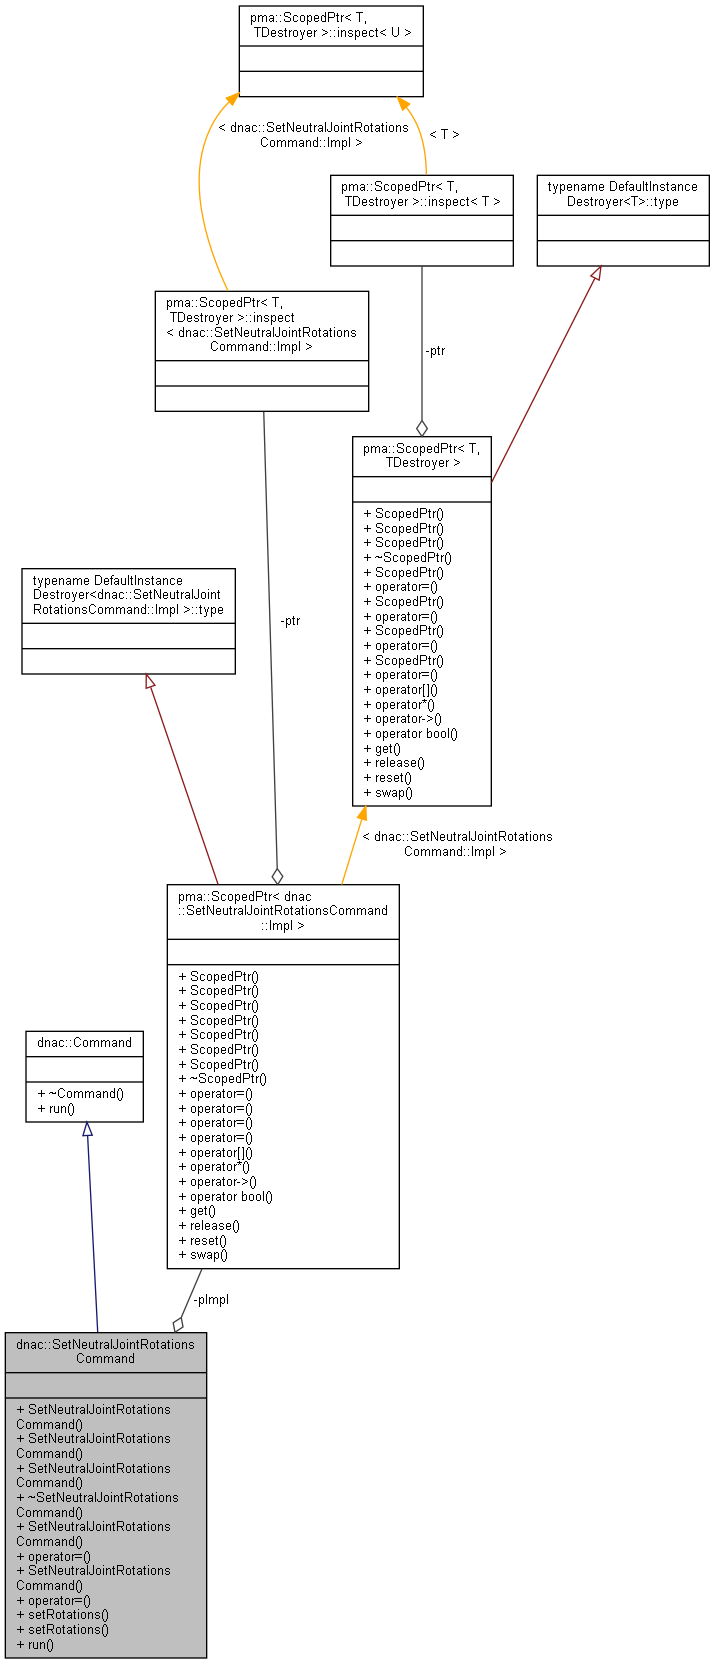 pma::ScopedPtr< T,
TDestroyer >::inspect< U >
< dnac::SetNeutralJointRotations
Command::Impl >
< T >
pma::ScopedPtr< T,
TDestroyer >::inspect< T >
typename DefaultInstance
Destroyer<T>::type
pma::ScopedPtr< T,
TDestroyer >::inspect
< dnac::SetNeutralJointRotations
Command::Impl >
-ptr
pma::ScopedPtr< T,
TDestroyer >
+ ScopedPtr()
+ ScopedPtr()
+ ScopedPtr()
+ ~ScopedPtr()
+ ScopedPtr()
+ operator=()
+ ScopedPtr()
+ operator=()
+ ScopedPtr()
+ operator=()
+ ScopedPtr()
+ operator=()
+ operator[]()
+ operator*()
+ operator->()
+ operator bool()
+ get()
+ release()
+ reset()
+ swap()
typename DefaultInstance
Destroyer<dnac::SetNeutralJoint
RotationsCommand::Impl >::type
-ptr
< dnac::SetNeutralJointRotations
Command::Impl >
pma::ScopedPtr< dnac
::SetNeutralJointRotationsCommand
::Impl >
+ ScopedPtr()
+ ScopedPtr()
+ ScopedPtr()
+ ScopedPtr()
+ ScopedPtr()
+ ScopedPtr()
+ ScopedPtr()
+ ~ScopedPtr()
+ operator=()
+ operator=()
+ operator=()
+ operator=()
+ operator[]()
+ operator*()
+ operator->()
+ operator bool()
+ get()
+ release()
+ reset()
+ swap()
dnac::Command
+ ~Command()
+ run()
-pImpl
dnac::SetNeutralJointRotations
Command
+ SetNeutralJointRotations
Command()
+ SetNeutralJointRotations
Command()
+ SetNeutralJointRotations
Command()
+ ~SetNeutralJointRotations
Command()
+ SetNeutralJointRotations
Command()
+ operator=()
+ SetNeutralJointRotations
Command()
+ operator=()
+ setRotations()
+ setRotations()
+ run()